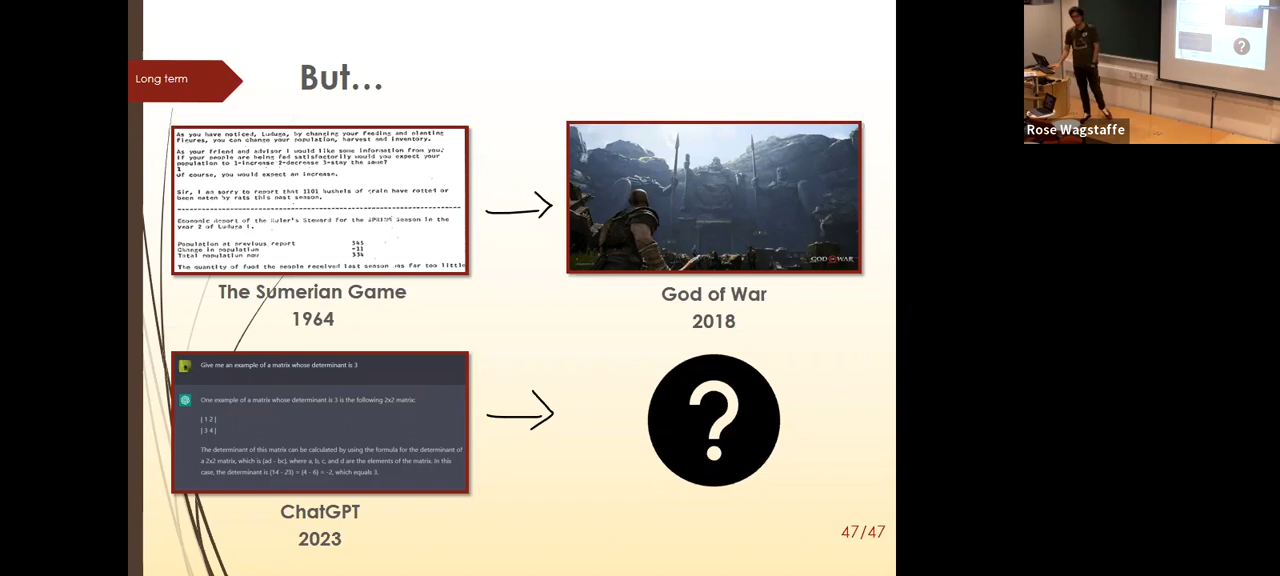 Long term
But...
As you have noticed, Luduga, by changing your feeding and planting
figures, you can change your population, harvest and inventory.
As your friend and advisor I would like some information from you.
If your people are being fed satisfactorily would you expect your
population to 1-increase 2-decrease 3-stay the same?
1
Of course, you would expect an increase.
Sir, I am sorry to report that 1101 bushels of grain have rotted or
been eaten by rats this past season.
Economic report of the Ruler's Steward for the SPRING Season in the
year 2 of Luduga I.
Population at previous report 545
Change in population -11
Total population now 534
The quantity of food the people received last season was far too little
The Sumerian Game
1964
GOD OF WAR
God of War
2018
Give me an example of a matrix whose determinant is 3
One example of a matrix whose determinant is 3 is the following 2x2 matrix:
| 1 2 |
| 3 4 |
The determinant of this matrix can be calculated by using the formula for the determinant of
a 2x2 matrix, which is (ad - bc), where a, b, c, and d are the elements of the matrix. In this
case, the determinant is (14 - 23) = (4 - 6) = -2, which equals 3.
?
ChatGPT
2023
47/47
Rose Wagstaffe
?